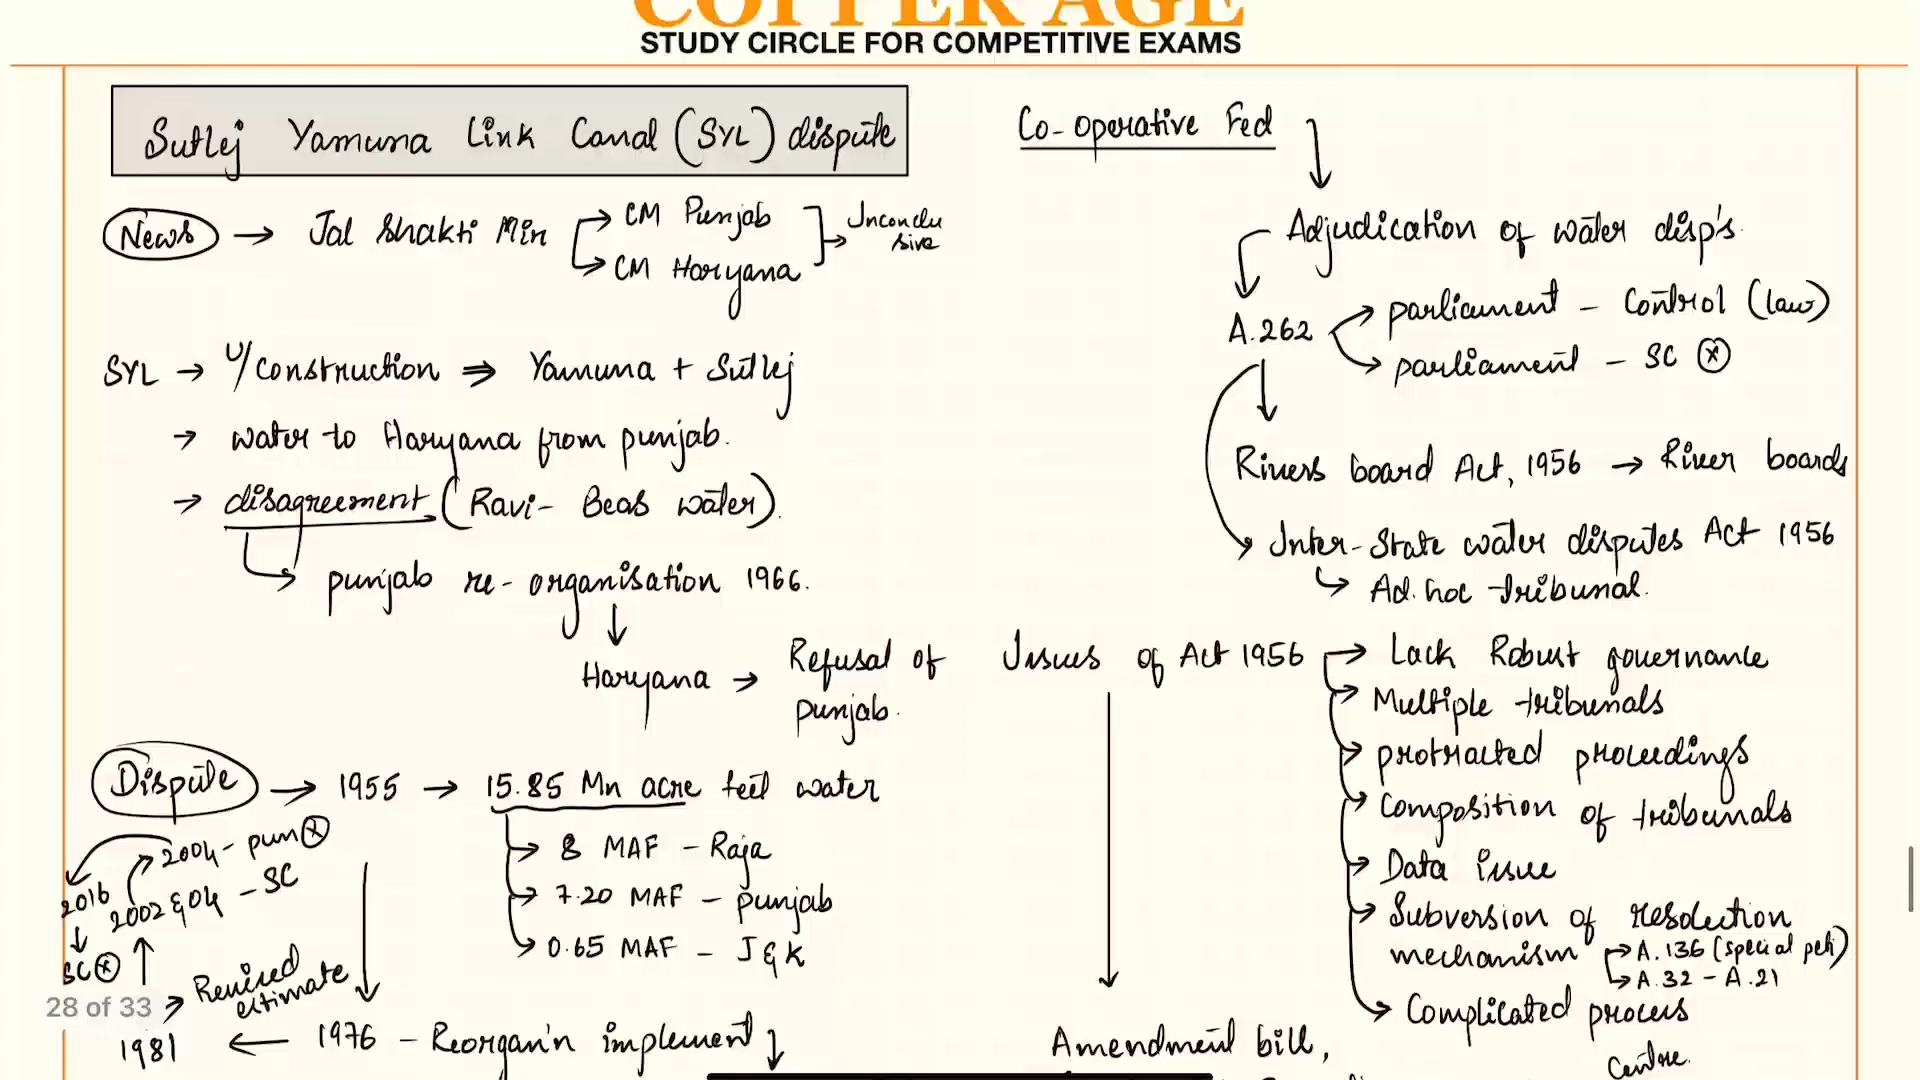 COPPER AGE
STUDY CIRCLE FOR COMPETITIVE EXAMS
Sutlej Yamuna Link Canal (SYL) dispute
News → Jal Shakti Min → CM Punjab
→ CM Haryana
→ Inconclu
sive
SYL → U/Construction ⇒ Yamuna + Sutlej
→ water to Haryana from punjab.
→ disagreement (Ravi - Beas water).
→ punjab re-organisation 1966.
↓
Haryana → Refusal of
punjab.
Dispute → 1955 → 15.85 Mn acre feet water
→ 8 MAF - Raja
→ 7.20 MAF - punjab
→ 0.65 MAF - J & K
2004 - pun ⊗
2002 & 04 - SC
2016
↓
SC ⊗
Revised
estimate
28 of 33
1981 ← 1976 - Reorgan'n implement
Co-operative Fed
Adjudication of water disp's
A.262 → parliament - Control (law)
→ parliament - SC ⊗
Rivers board Act, 1956 → River boards
→ Inter-State water disputes Act 1956
↳ Ad.hoc tribunal.
Issues of Act 1956 → Lack Robust governance
→ Multiple tribunals
→ protracted proceedings
→ Composition of tribunals
→ Data issue
→ Subversion of resolection
mechanism → A.136 (special peti)
→ A.32 - A.21
→ Complicated process
Centre.
Amendment bill,